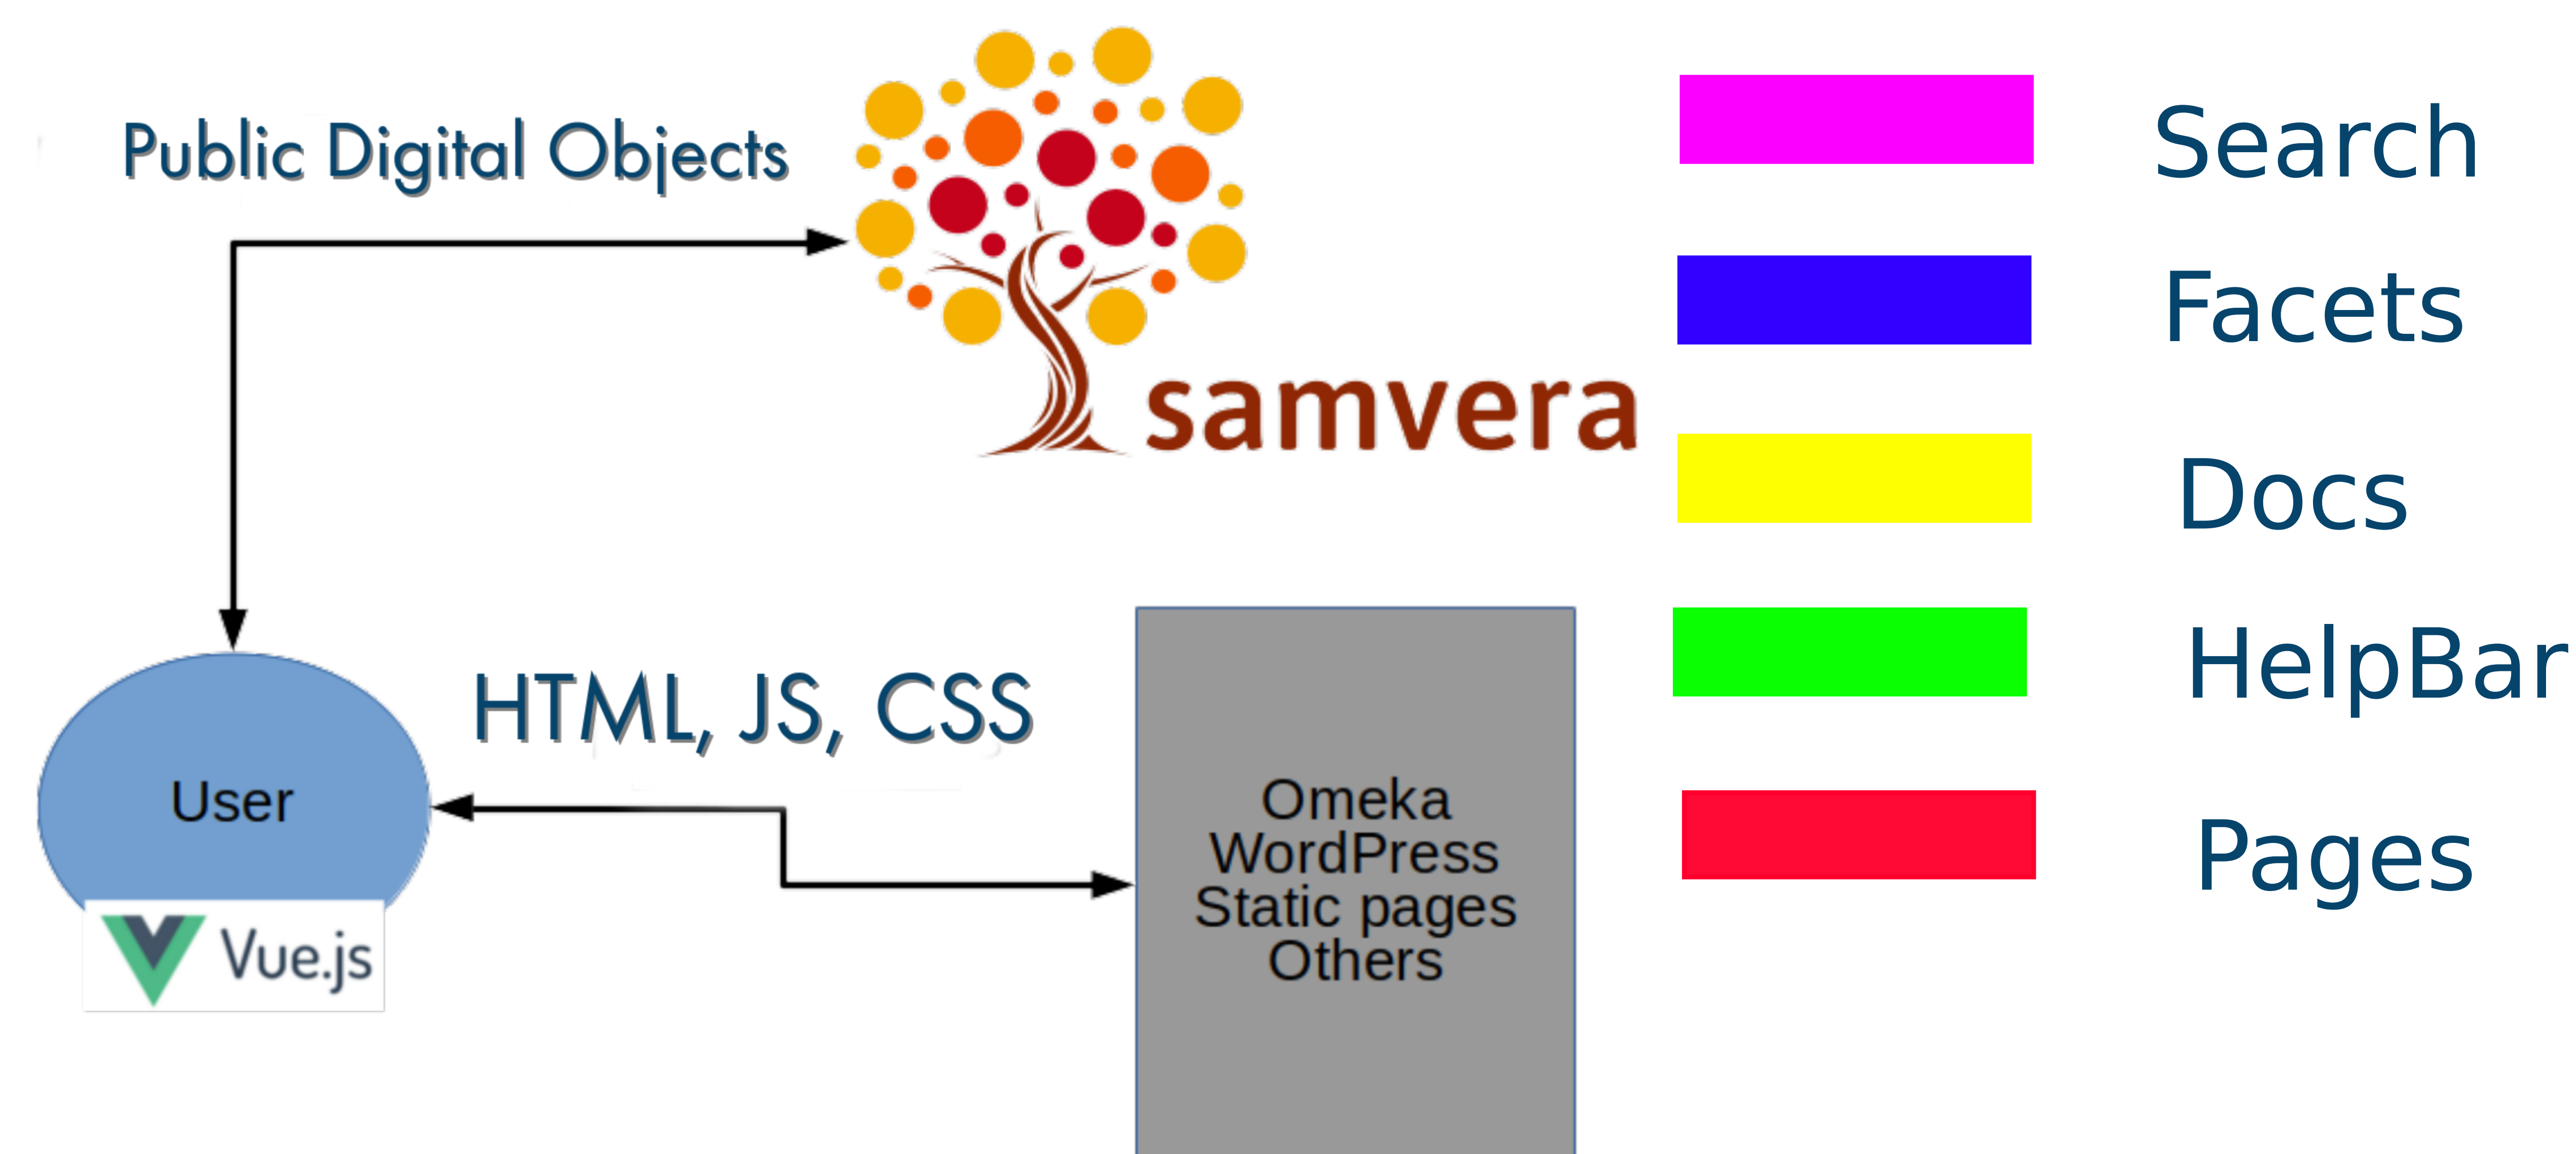 Public Digital Objects
samvera
HTML, JS, CSS
User
Vue.js
Omeka
WordPress
Static pages
Others
Search
Facets
Docs
HelpBar
Pages